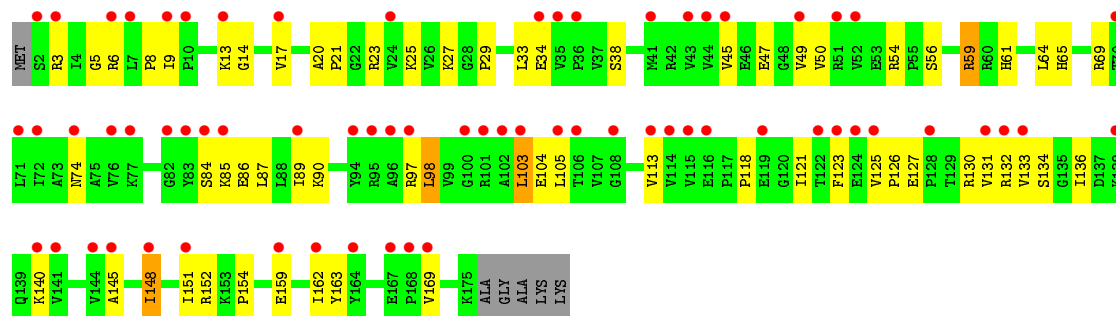 MET S2 R3 I4 G5 R6 L7 P8 I9 P10 K13 G14 V17 A20 P21 G22 R23 V24 K25 V26 K27 G28 P29 L33 E34 V35 P36 V37 S38 M41 R42 V43 V44 V45 E46 E47 G48 V49 V50 R51 V52 E53 R54 P55 S56 R59 R60 H61 L64 H65 R69 T70
L71 I72 A73 N74 A75 V76 K77 G82 Y83 S84 K85 E86 L87 L88 I89 K90 Y94 R95 A96 R97 L98 V99 G100 R101 A102 L103 E104 L105 T106 V107 G108 V113 V114 V115 E116 P117 P118 E119 G120 I121 T122 F123 E124 V125 P126 E127 P128 T129 R130 V131 R132 V133 S134 G135 I136 D137 K138
Q139 K140 V141 V144 A145 I148 I151 R152 K153 P154 E159 I162 Y163 Y164 E167 P168 V169 K175 ALA GLY ALA LYS LYS